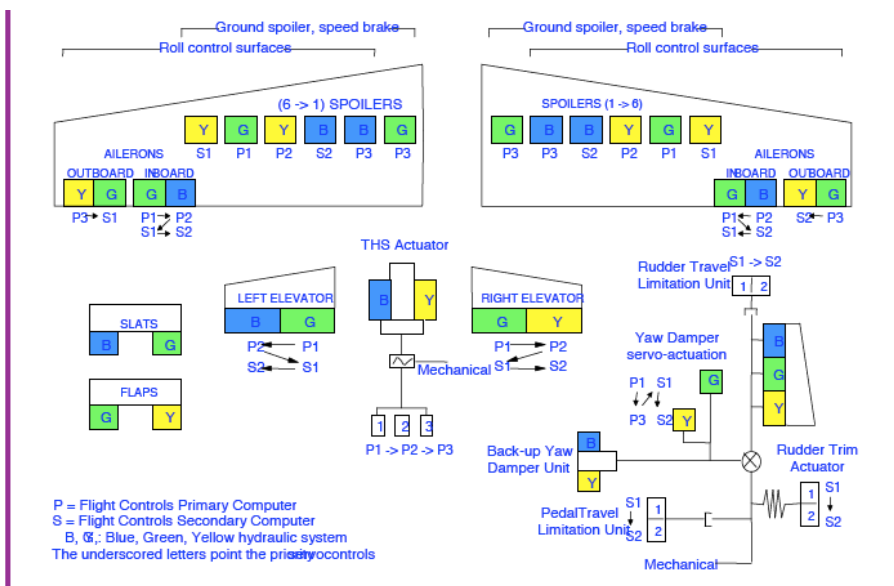 Ground spoiler, speed brake Ground spoiler, speed brake
Roll control surfaces Roll control surfaces
(6 -> 1) SPOILERS SPOILERS (1 -> 6)
Y G Y B B G G B B Y G Y
S1 P1 P2 S2 P3 P3 P3 P3 S2 P2 P1 S1
AILERONS AILERONS
OUTBOARD INBOARD INBOARD OUTBOARD
Y G G B G B Y G
P3 S1 P1 P2 P1 P2 S2 P3
S1 S2 S1 S2
THS Actuator
B Y
LEFT ELEVATOR RIGHT ELEVATOR
B G G Y
P2 P1 P1 P2
S2 S1 S1 S2
Mechanical
1 2 3
P1 -> P2 -> P3
SLATS
B G
FLAPS
G Y
S1 -> S2
Rudder Travel
Limitation Unit
1 2
B
G
Y
Yaw Damper
servo-actuation
G
P1 S1
P3 S2
Y
Back-up Yaw
Damper Unit
B
Y
Rudder Trim
Actuator
1 S1
2 S2
PedalTravel
Limitation Unit
S1 1
S2 2
Mechanical
P = Flight Controls Primary Computer
S = Flight Controls Secondary Computer
B, G, Y,: Blue, Green, Yellow hydraulic system
The underscored letters point the priority servocontrols